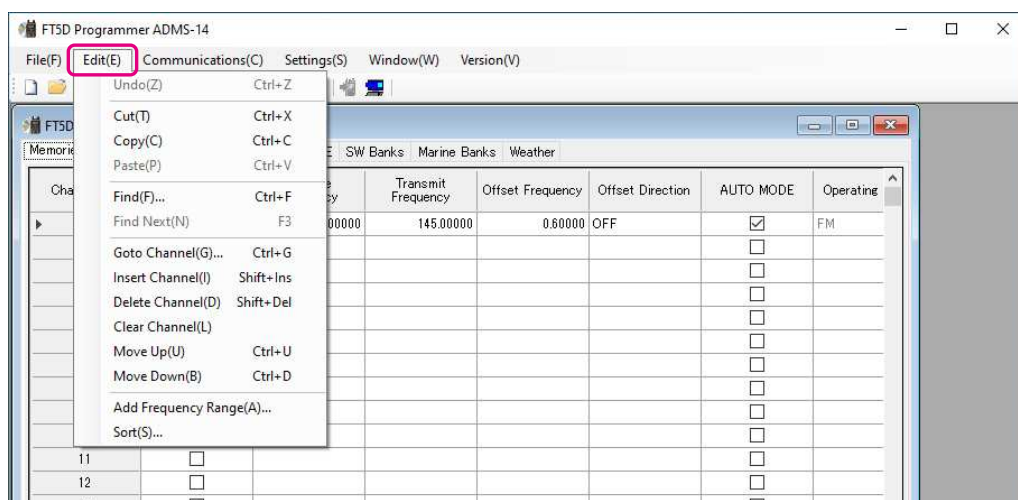 FT5D Programmer ADMS-14
File(F) Edit(E) Communications(C) Settings(S) Window(W) Version(V)
Undo(Z) Ctrl+Z
Cut(T) Ctrl+X
FT5D
Copy(C) Ctrl+C
SW Banks Marine Banks Weather
Paste(P) Ctrl+V
Find(F)... Ctrl+F
Transmit Frequency Offset Frequency Offset Direction AUTO MODE Operating
Find Next(N) F3
00000 145.00000 0.60000 OFF FM
Goto Channel(G)... Ctrl+G
Insert Channel(I) Shift+Ins
Delete Channel(D) Shift+Del
Clear Channel(L)
Move Up(U) Ctrl+U
Move Down(B) Ctrl+D
Add Frequency Range(A)...
Sort(S)...
11
12